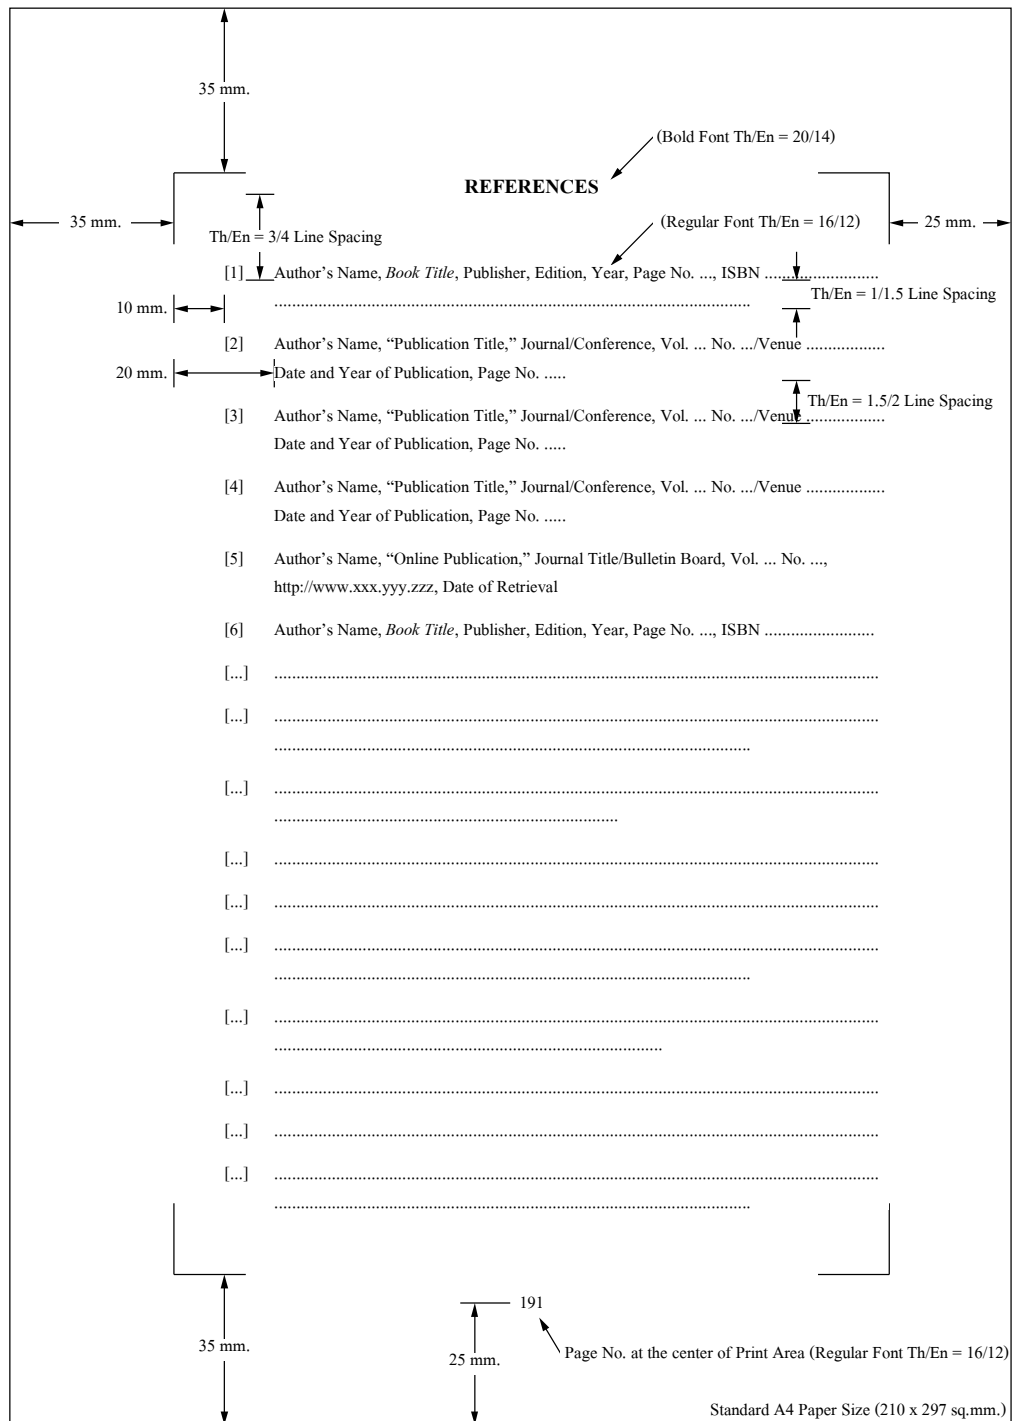 35 mm.
(Bold Font Th/En = 20/14)
REFERENCES
35 mm.
(Regular Font Th/En = 16/12)
25 mm.
Th/En = 3/4 Line Spacing
[1] Author’s Name, Book Title, Publisher, Edition, Year, Page No. ..., ISBN ..........................
Th/En = 1/1.5 Line Spacing
10 mm. ............................................................................................................
[2] Author’s Name, “Publication Title,” Journal/Conference, Vol. ... No. .../Venue ..................
20 mm. Date and Year of Publication, Page No. .....
Th/En = 1.5/2 Line Spacing
[3] Author’s Name, “Publication Title,” Journal/Conference, Vol. ... No. .../Venue ..................
Date and Year of Publication, Page No. .....
[4] Author’s Name, “Publication Title,” Journal/Conference, Vol. ... No. .../Venue ..................
Date and Year of Publication, Page No. .....
[5] Author’s Name, “Online Publication,” Journal Title/Bulletin Board, Vol. ... No. ...,
http://www.xxx.yyy.zzz, Date of Retrieval
[6] Author’s Name, Book Title, Publisher, Edition, Year, Page No. ..., ISBN .........................
[...] .........................................................................................................................................
[...] .........................................................................................................................................
............................................................................................................
[...] .........................................................................................................................................
..............................................................................
[...] .........................................................................................................................................
[...] .........................................................................................................................................
[...] .........................................................................................................................................
............................................................................................................
[...] .........................................................................................................................................
........................................................................................
[...] .........................................................................................................................................
[...] .........................................................................................................................................
[...] .........................................................................................................................................
............................................................................................................
191
35 mm.
25 mm.
Page No. at the center of Print Area (Regular Font Th/En = 16/12)
Standard A4 Paper Size (210 x 297 sq.mm.)